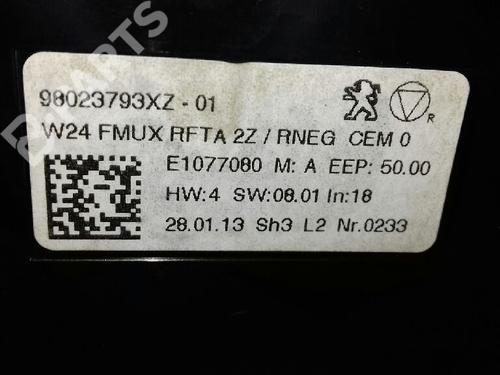 B-PARTS
98023793XZ - 01
R
W24 FMUX RFTA 2Z / RNEG CEM 0
E1077080 M: A EEP: 50.00
HW:4 SW:08.01 In:18
28.01.13 Sh3 L2 Nr.0233